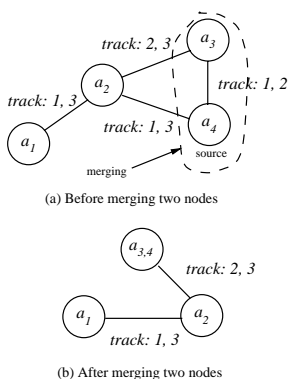 a3
track: 2, 3
a2
track: 1, 3
track: 1, 2
a4
track: 1, 3
a1
source
merging
(a) Before merging two nodes
a3,4
track: 2, 3
a1
a2
track: 1, 3
(b) After merging two nodes